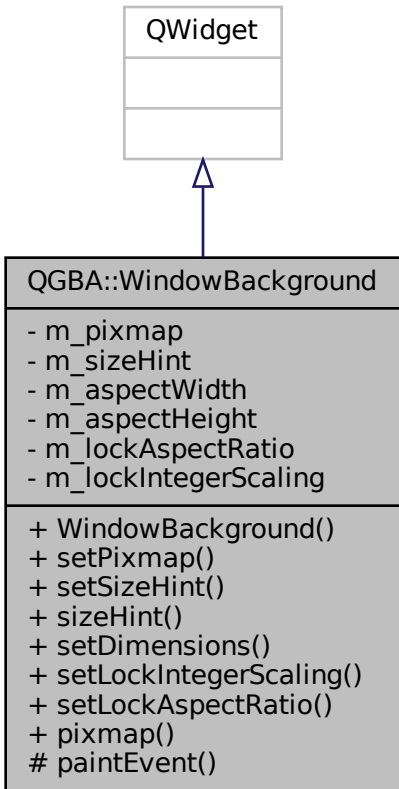 QWidget
QGBA::WindowBackground
- m_pixmap
- m_sizeHint
- m_aspectWidth
- m_aspectHeight
- m_lockAspectRatio
- m_lockIntegerScaling
+ WindowBackground()
+ setPixmap()
+ setSizeHint()
+ sizeHint()
+ setDimensions()
+ setLockIntegerScaling()
+ setLockAspectRatio()
+ pixmap()
# paintEvent()